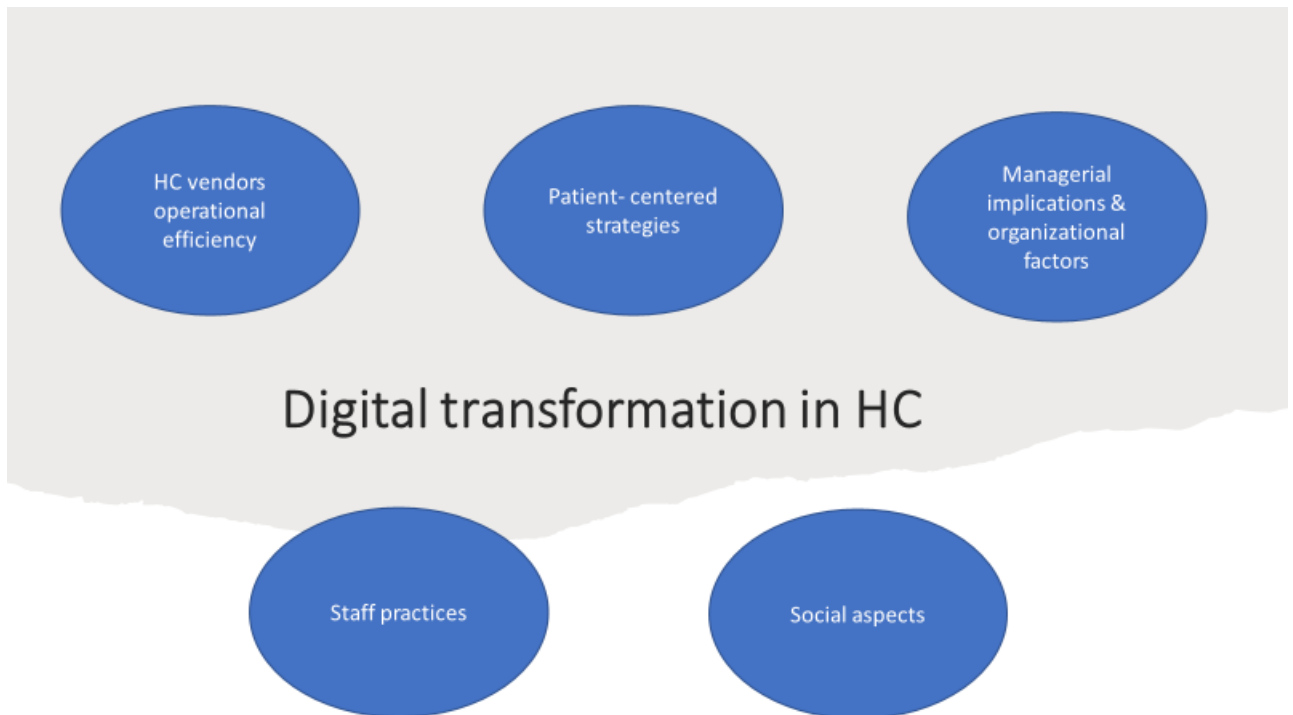 HC vendors
operational
efficiency
Patient- centered
strategies
Managerial
implications &
organizational
factors
Digital transformation in HC
Staff practices
Social aspects